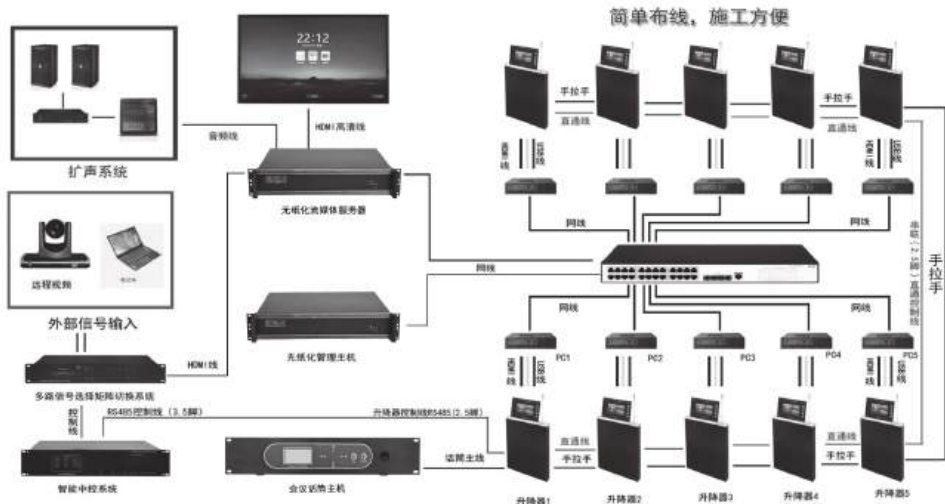 简单布线，施工方便
22:12
手拉手
手拉手
直通线
直通线
音频线
HDMI高清线
扩声系统
无纸化流媒体服务器
网线
网线
远程视频
外部信号输入
网线
网线
网线
串联(2.5脚)直通控制线
手拉手
无纸化管理主机
HDMI线
PC1
PC2
PC3
PC4
PC5
多路信号选择矩阵切换系统
控制线
RS485控制线（3.5脚）
升降器控制线RS485(2.5脚)
直通线
手拉手
直通线
手拉手
话筒主线
智能中控系统
会议话筒主机
升降器1
升降器2
升降器3
升降器4
升降器5